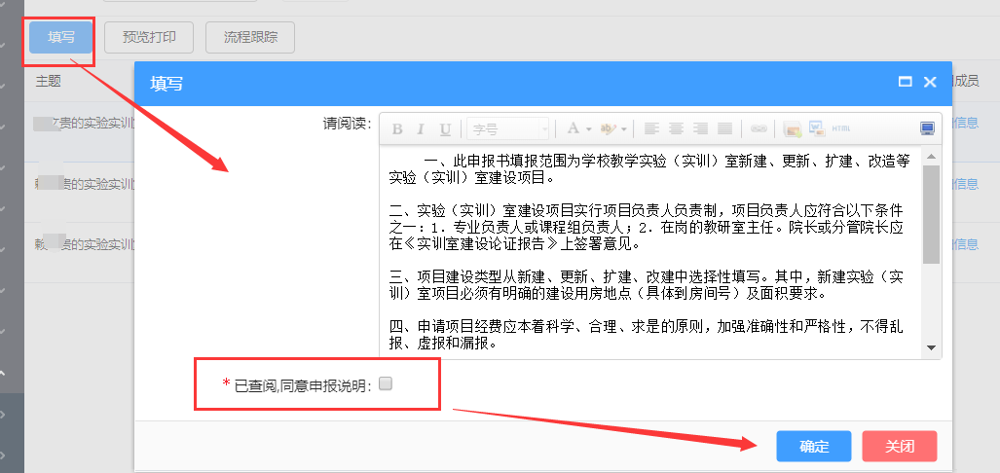 填写 预览打印 流程跟踪
主题 成员
贵的实验实训 信息
赖 贵的实验实训 信息
赖 贵的实验实训 信息
填写
请阅读:
B I U 字号 A ab HTML
一、此申报书填报范围为学校教学实验（实训）室新建、更新、扩建、改造等
实验（实训）室建设项目。
二、实验（实训）室建设项目实行项目负责人负责制，项目负责人应符合以下条件
之一：1．专业负责人或课程组负责人；2．在岗的教研室主任。院长或分管院长应
在《实训室建设论证报告》上签署意见。
三、项目建设类型从新建、更新、扩建、改建中选择性填写。其中，新建实验（实
训）室项目必须有明确的建设用房地点（具体到房间号）及面积要求。
四、申请项目经费应本着科学、合理、求是的原则，加强准确性和严格性，不得乱
报、虚报和漏报。
* 已查阅,同意申报说明:
确定 关闭